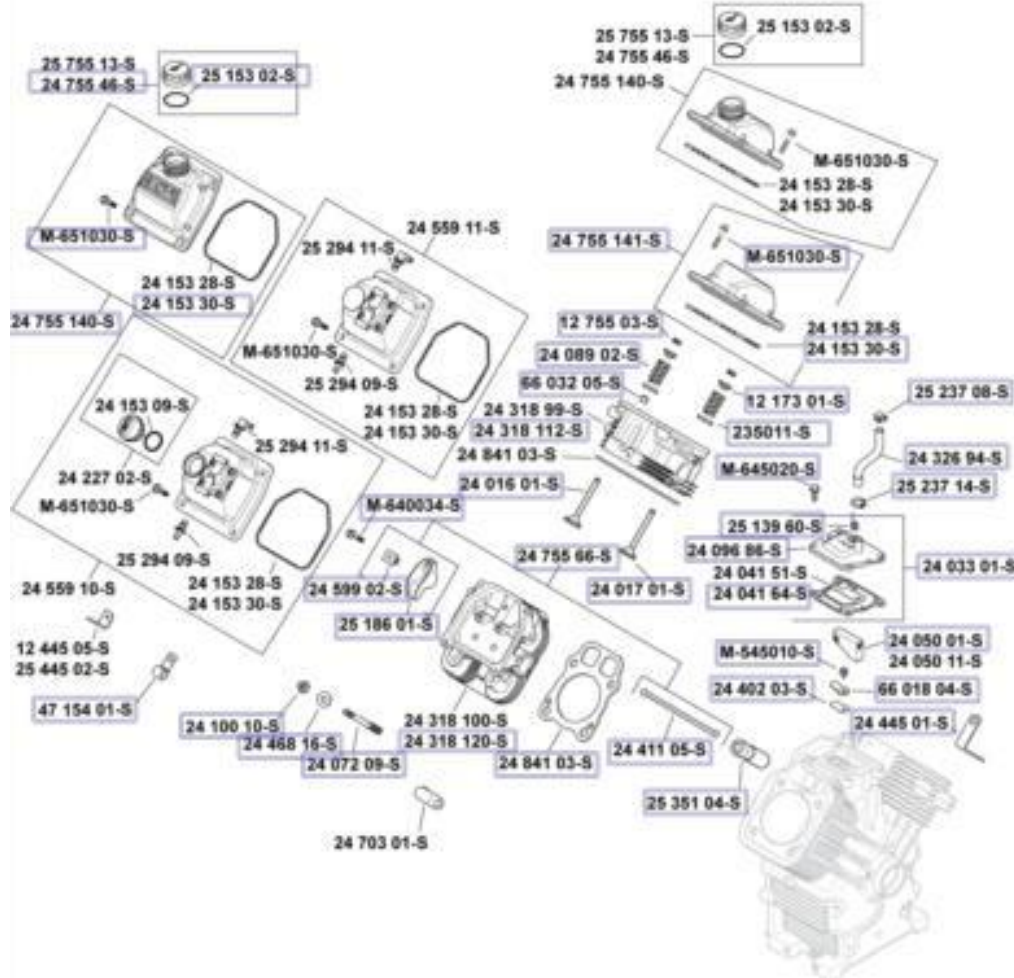 25 755 13-S
24 755 46-S
25 153 02-S
25 755 13-S
24 755 46-S
25 153 02-S
24 755 140-S
M-651030-S
24 153 28-S
24 153 30-S
M-651030-S
24 153 28-S
24 153 30-S
24 755 140-S
24 559 11-S
25 294 11-S
M-651030-S
25 294 09-S
24 153 28-S
24 153 30-S
24 755 141-S
M-651030-S
24 153 28-S
24 153 30-S
12 755 03-S
24 089 02-S
66 032 05-S
24 318 99-S
24 318 112-S
24 841 03-S
24 016 01-S
12 173 01-S
235011-S
25 237 08-S
24 326 94-S
M-645020-S
25 237 14-S
24 153 09-S
24 227 02-S
M-651030-S
25 294 11-S
25 294 09-S
24 153 28-S
24 153 30-S
24 559 10-S
M-640034-S
24 599 02-S
25 186 01-S
24 755 66-S
24 017 01-S
25 139 60-S
24 096 86-S
24 041 51-S
24 041 64-S
24 033 01-S
12 445 05-S
25 445 02-S
47 154 01-S
24 100 10-S
24 468 16-S
24 072 09-S
24 318 100-S
24 318 120-S
24 841 03-S
24 411 05-S
25 351 04-S
24 703 01-S
M-545010-S
24 050 01-S
24 050 11-S
24 402 03-S
66 018 04-S
24 445 01-S